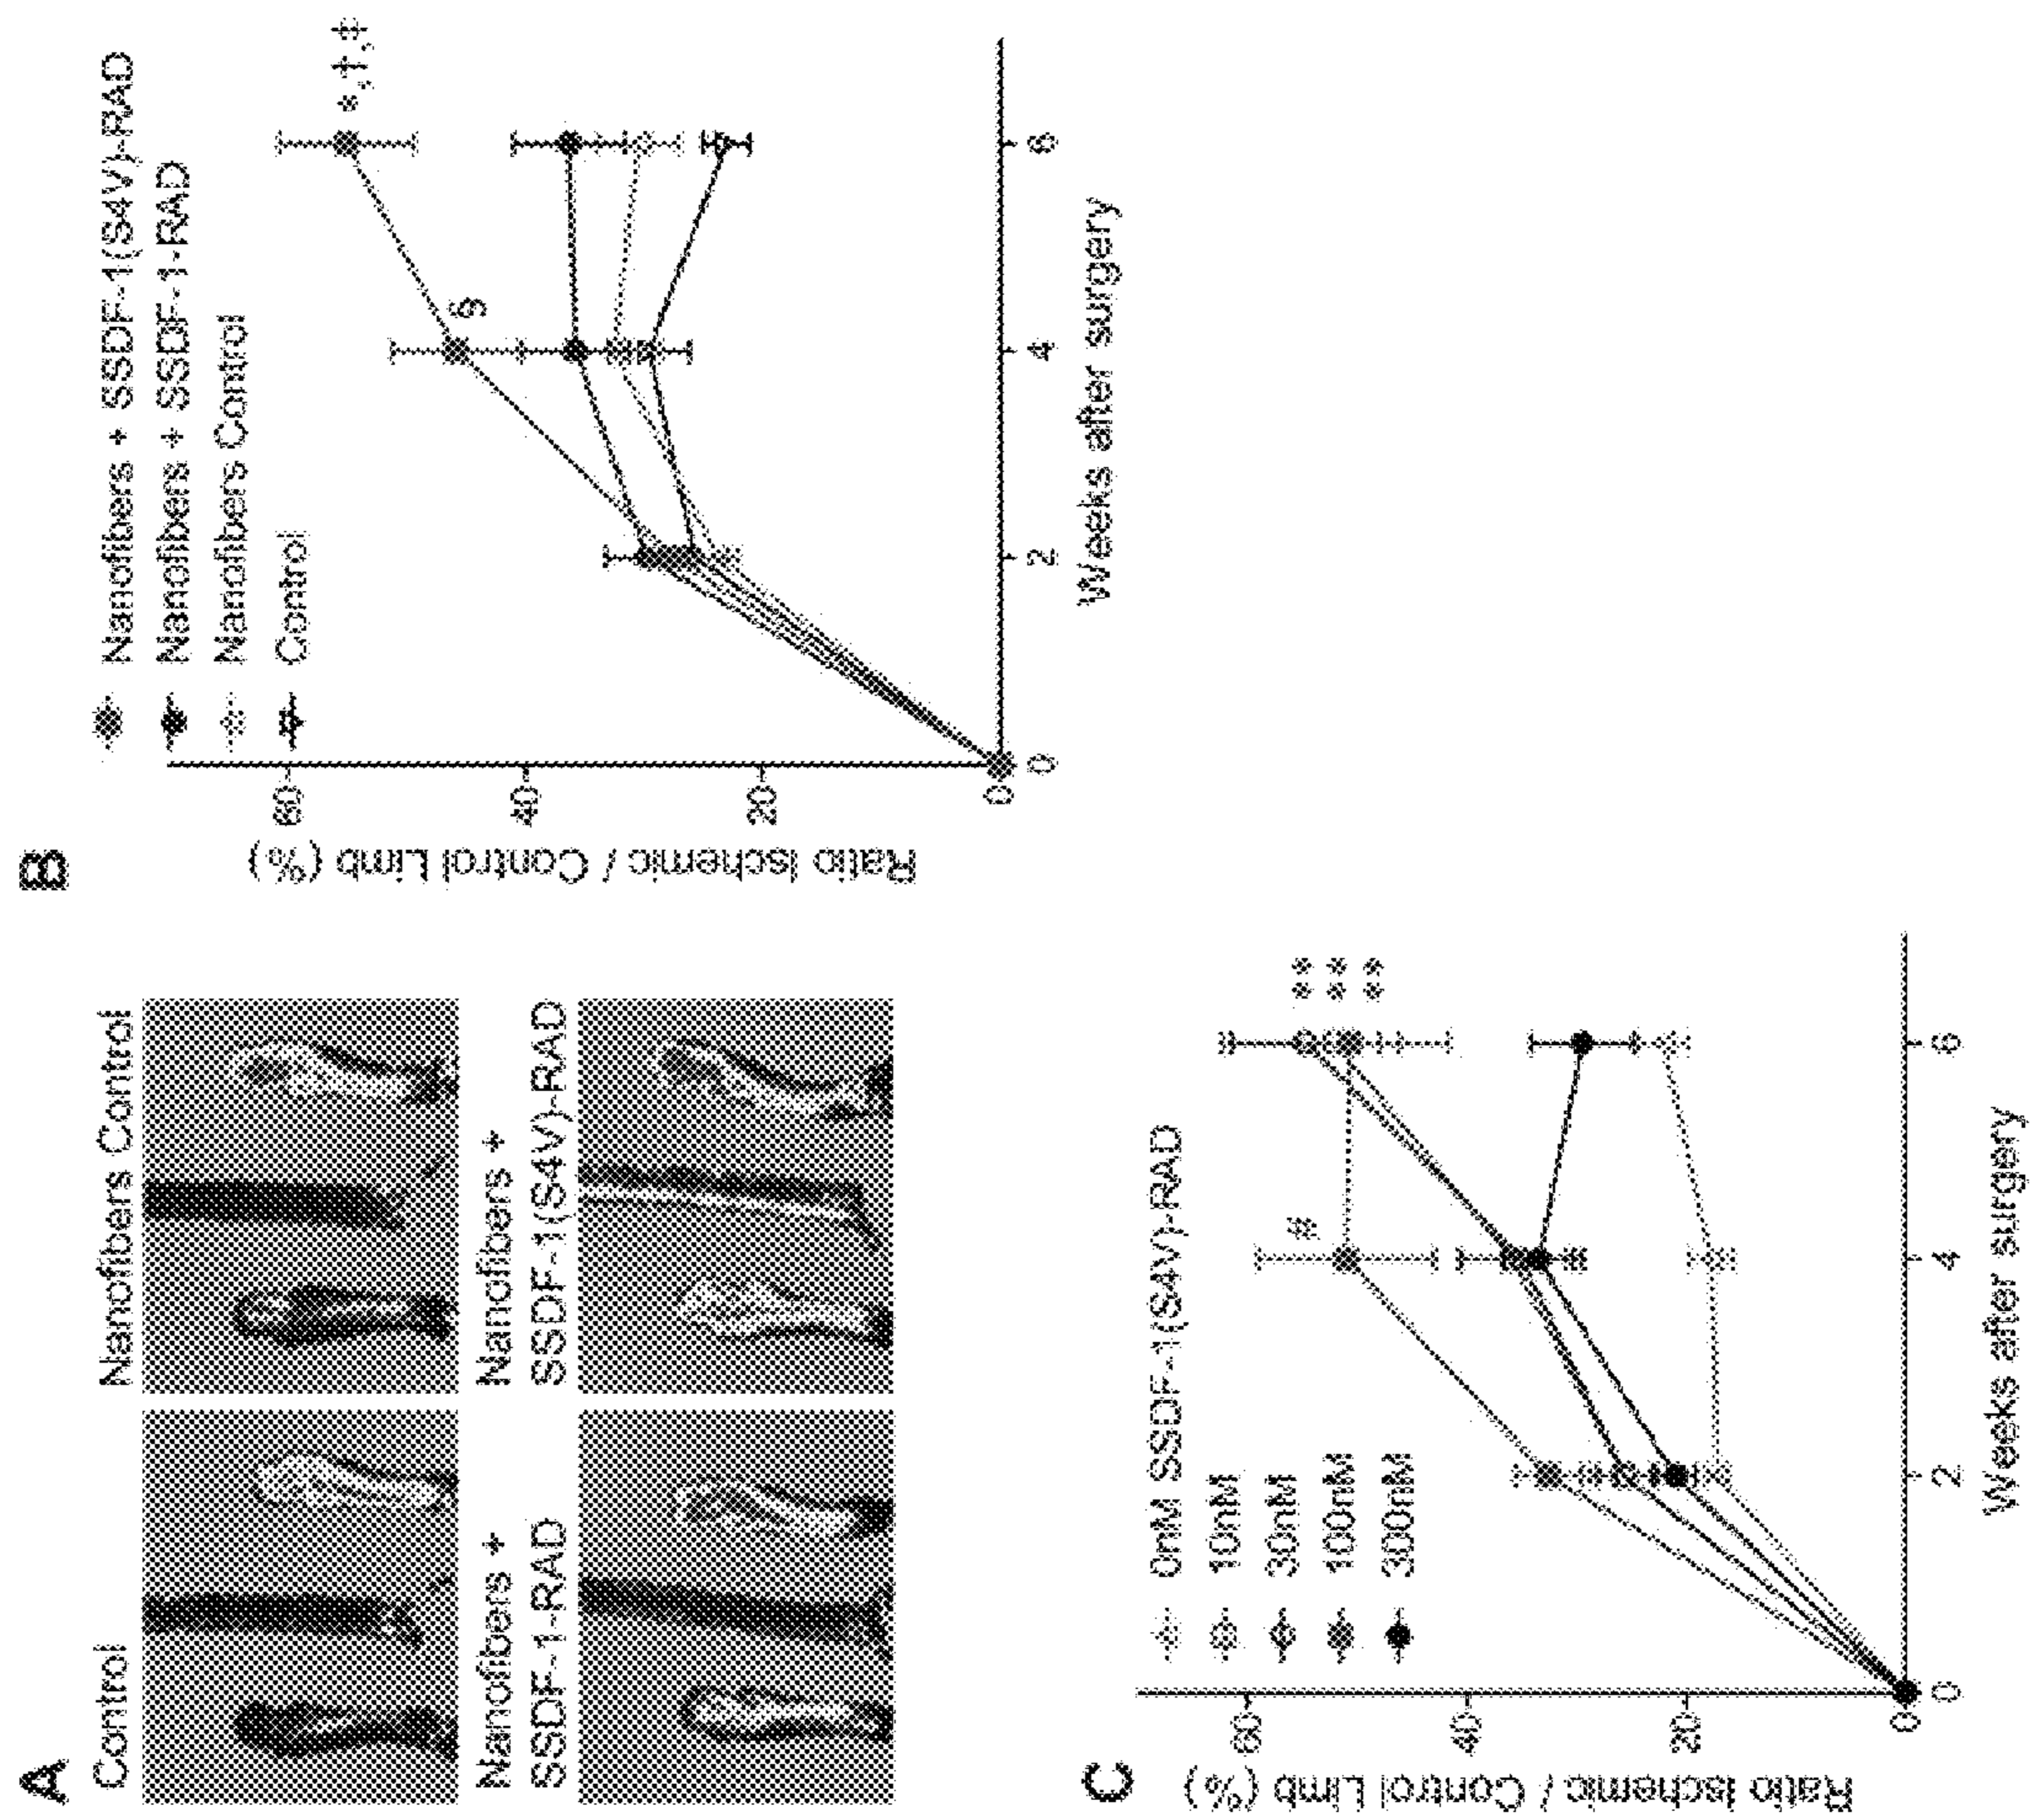 A
Control
Nanofibers Control
Nanofibers +
SSDF-1-RAD
Nanofibers +
SSDF-1(S4V)-RAD
B
Nanofibers + SSDF-1(S4V)-RAD
Nanofibers + SSDF-1-RAD
Nanofibers Control
Control
Ratio Ischemic / Control Limb (%)
60
40
20
0
§
*,†,‡
0 2 4 6
Weeks after surgery
C
0nM SSDF-1(S4V)-RAD
10nM
30nM
100nM
300nM
Ratio Ischemic / Control Limb (%)
60
40
20
0
#
**
**
**
0 2 4 6
Weeks after surgery